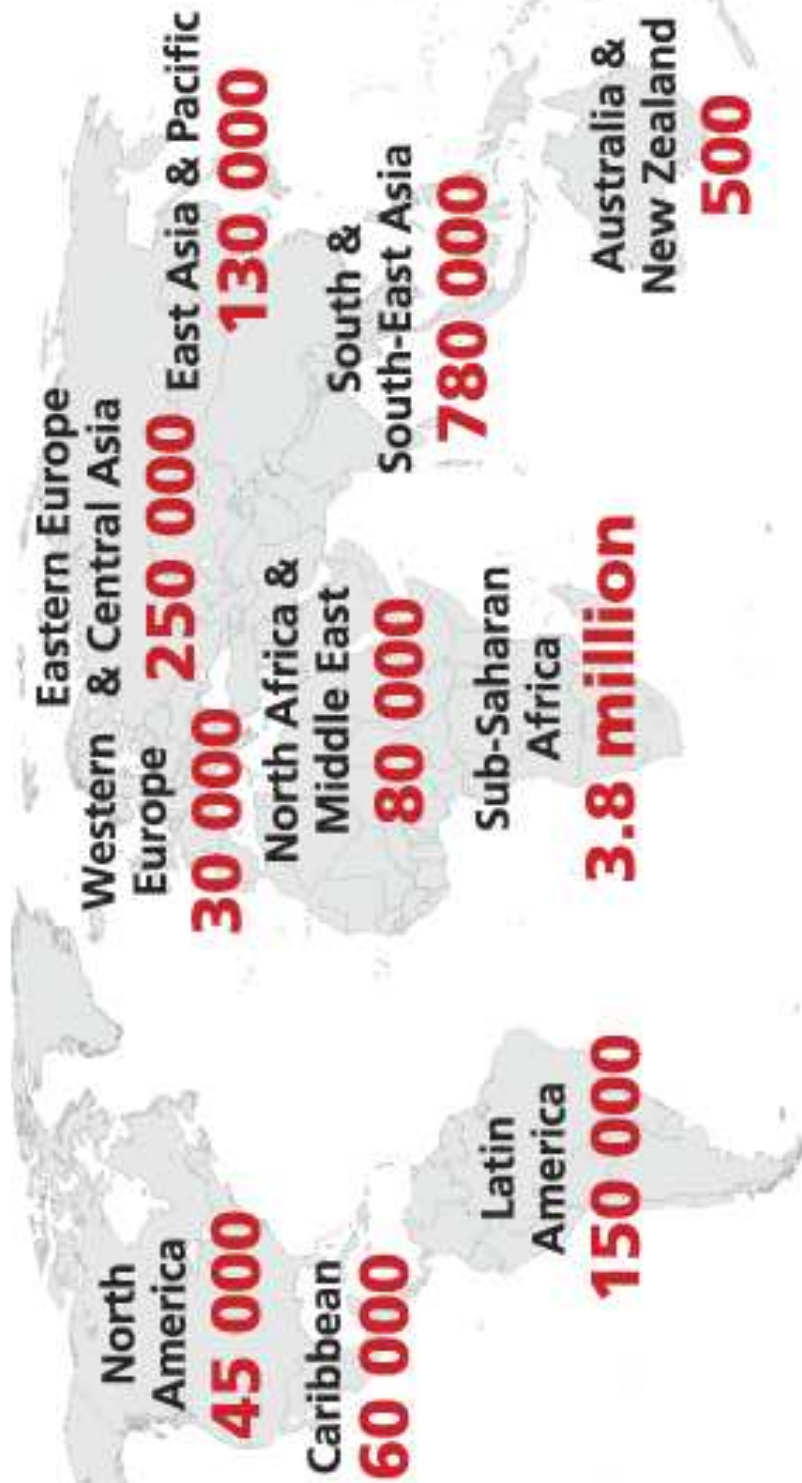 North
America
45 000
Caribbean
60 000
Latin
America
150 000
Western
Europe
30 000
Eastern Europe
& Central Asia
250 000
North Africa &
Middle East
80 000
Sub-Saharan
Africa
3.8 million
East Asia & Pacific
130 000
South &
South-East Asia
780 000
Australia &
New Zealand
500